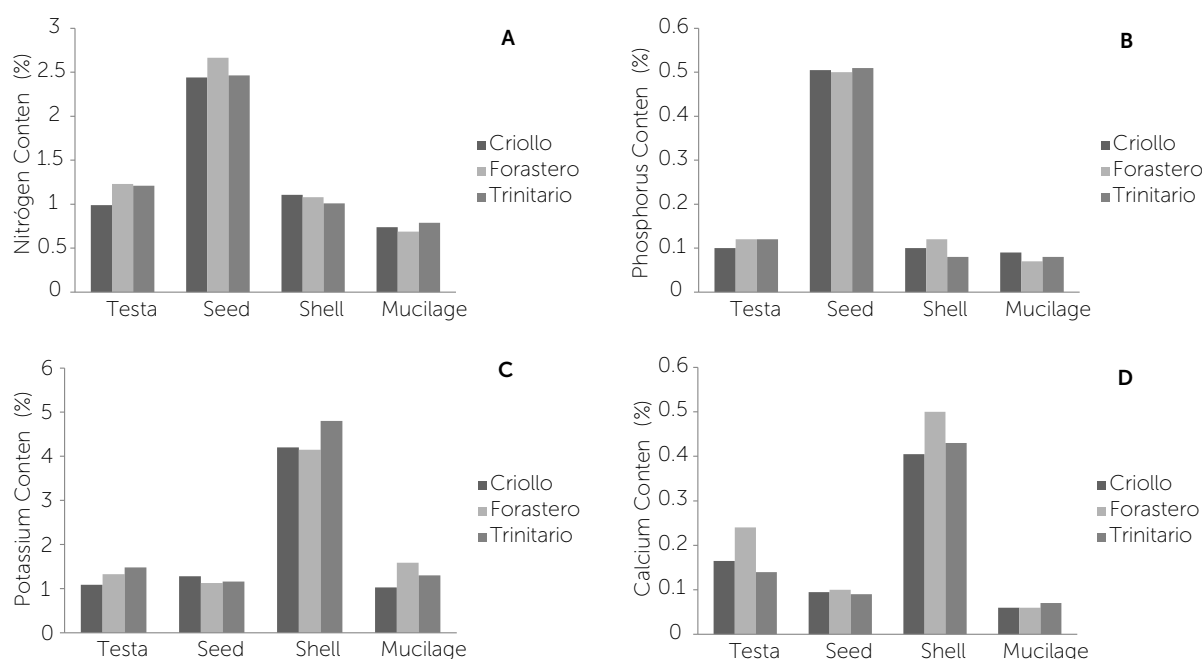 A
Nitrógen Conten (%)
3
2.5
2
1.5
1
0.5
0
Testa Seed Shell Mucilage
Criollo
Forastero
Trinitario
B
Phosphorus Conten (%)
0.6
0.5
0.4
0.3
0.2
0.1
0
Testa Seed Shell Mucilage
Criollo
Forastero
Trinitario
C
Potassium Conten (%)
6
5
4
3
2
1
0
Testa Seed Shell Mucilage
Criollo
Forastero
Trinitario
D
Calcium Conten (%)
0.6
0.5
0.4
0.3
0.2
0.1
0
Testa Seed Shell Mucilage
Criollo
Forastero
Trinitario